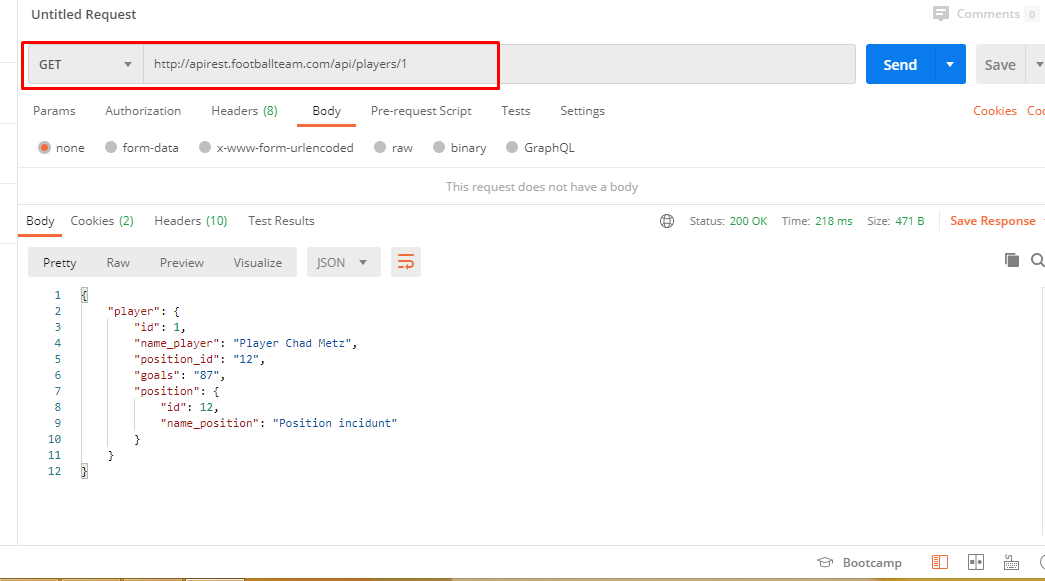 Untitled Request
Comments 0
GET http://apirest.footballteam.com/api/players/1 Send Save
Params Authorization Headers (8) Body Pre-request Script Tests Settings Cookies
none form-data x-www-form-urlencoded raw binary GraphQL
This request does not have a body
Body Cookies (2) Headers (10) Test Results Status: 200 OK Time: 218 ms Size: 471 B Save Response
Pretty Raw Preview Visualize JSON
1 {
2 "player": {
3 "id": 1,
4 "name_player": "Player Chad Metz",
5 "position_id": "12",
6 "goals": "87",
7 "position": {
8 "id": 12,
9 "name_position": "Position incidunt"
10 }
11 }
12 }
Bootcamp